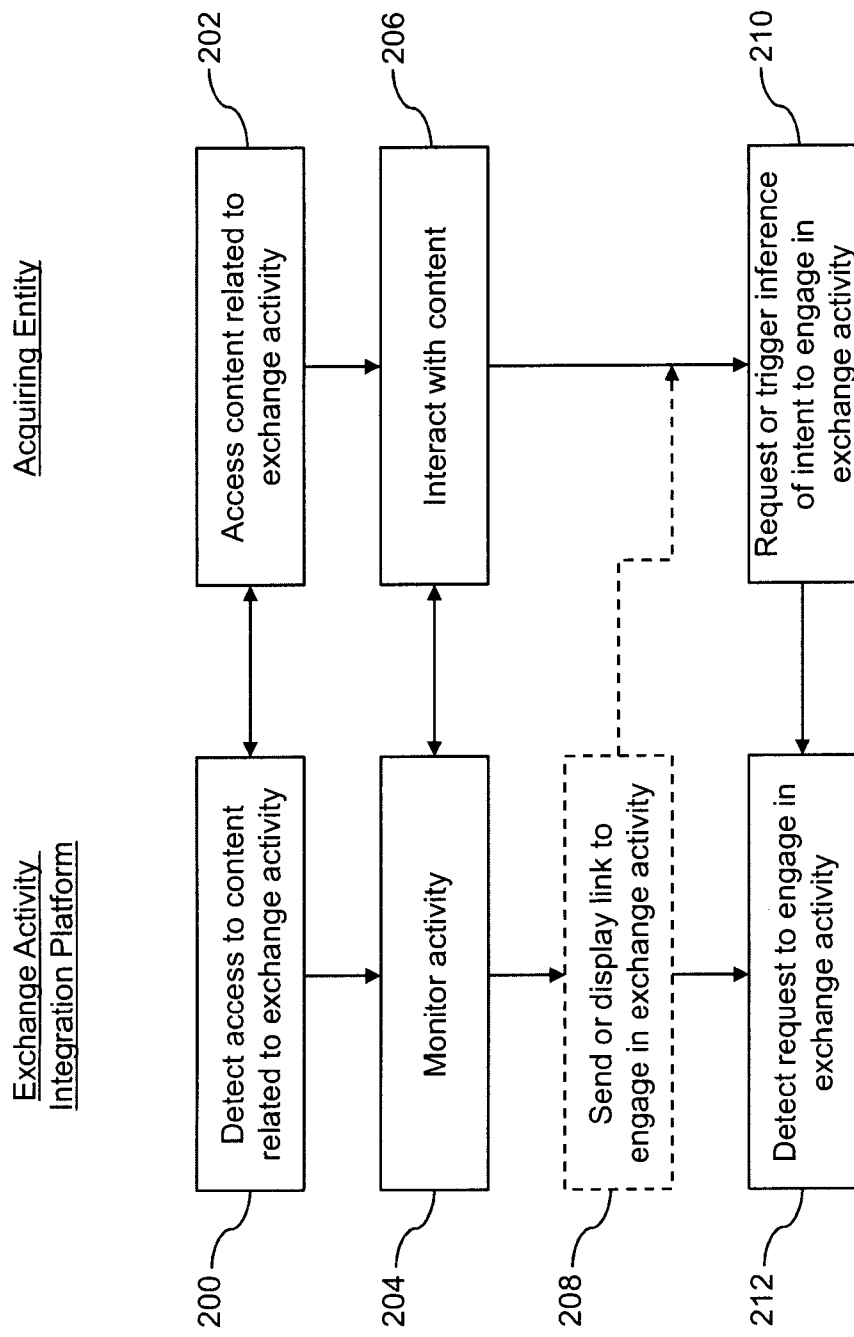 Exchange Activity
Integration Platform
Acquiring Entity
200
Detect access to content
related to exchange activity
Access content related to
exchange activity
202
204
Monitor activity
Interact with content
206
208
Send or display link to
engage in exchange activity
Request or trigger inference
of intent to engage in
exchange activity
210
212
Detect request to engage in
exchange activity